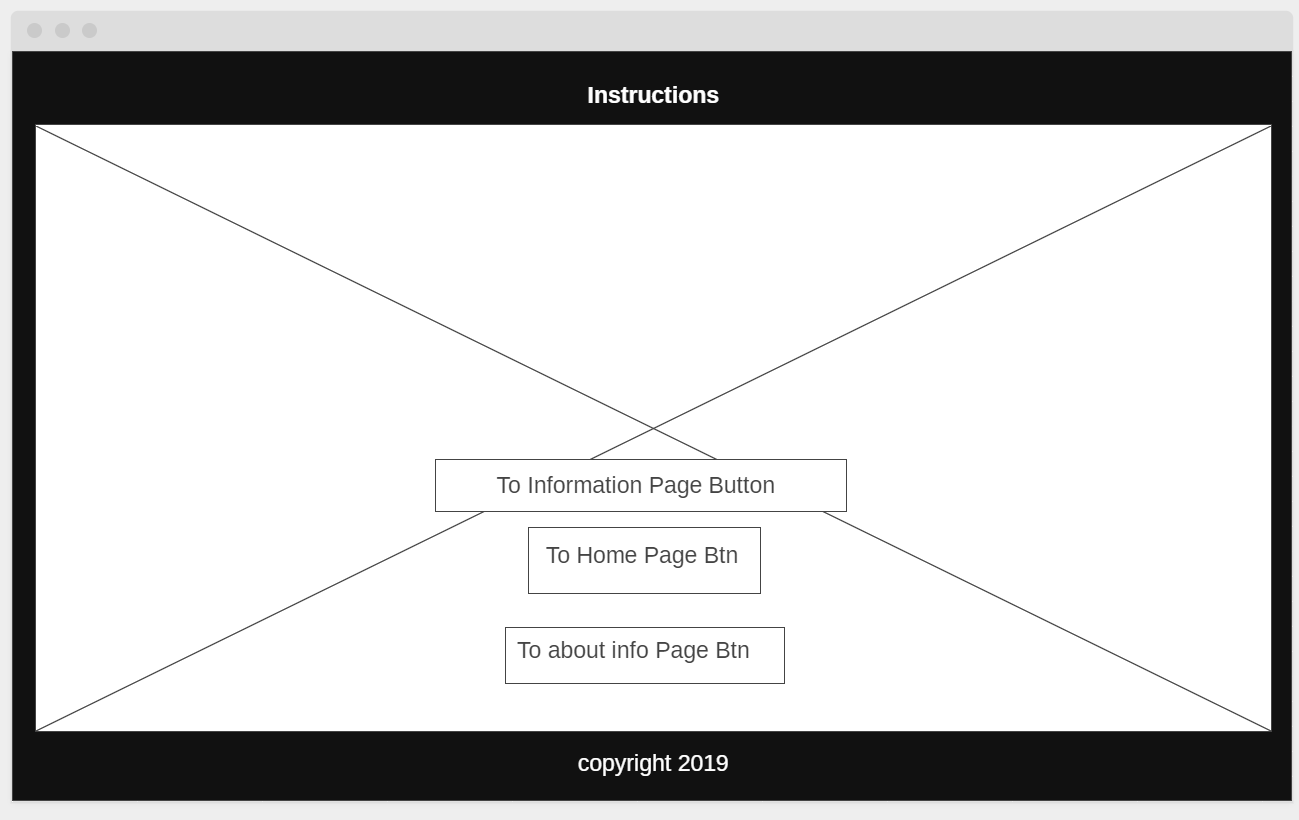 Instructions
To Information Page Button
To Home Page Btn
To about info Page Btn
copyright 2019